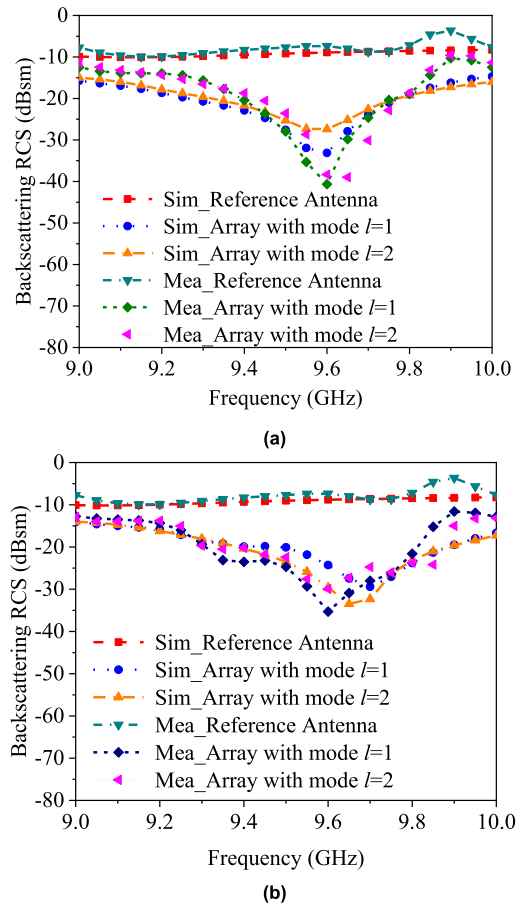 0
-10
-20
-30
-40
-50
-60
-70
-80
Backscattering RCS (dBsm)
Sim_Reference Antenna
Sim_Array with mode l=1
Sim_Array with mode l=2
Mea_Reference Antenna
Mea_Array with mode l=1
Mea_Array with mode l=2
9.0 9.2 9.4 9.6 9.8 10.0
Frequency (GHz)
(a)
0
-10
-20
-30
-40
-50
-60
-70
-80
Backscattering RCS (dBsm)
Sim_Reference Antenna
Sim_Array with mode l=1
Sim_Array with mode l=2
Mea_Reference Antenna
Mea_Array with mode l=1
Mea_Array with mode l=2
9.0 9.2 9.4 9.6 9.8 10.0
Frequency (GHz)
(b)